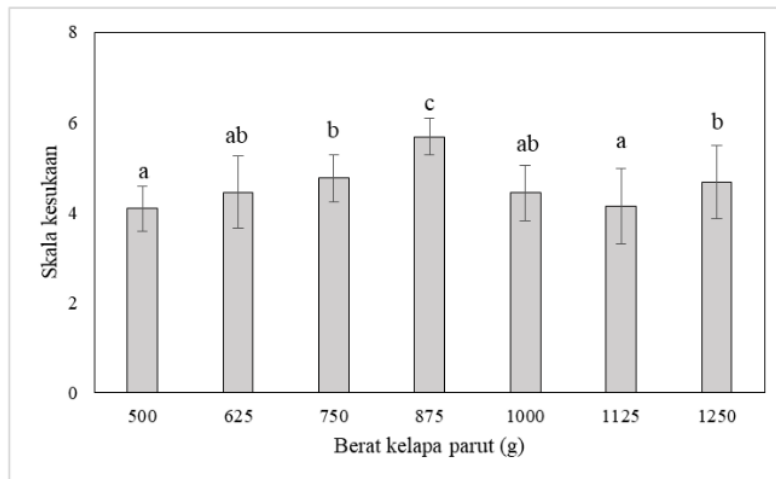 8
6
4
2
0
Skala kesukaan
a
ab
b
c
ab
a
b
500 625 750 875 1000 1125 1250
Berat kelapa parut (g)